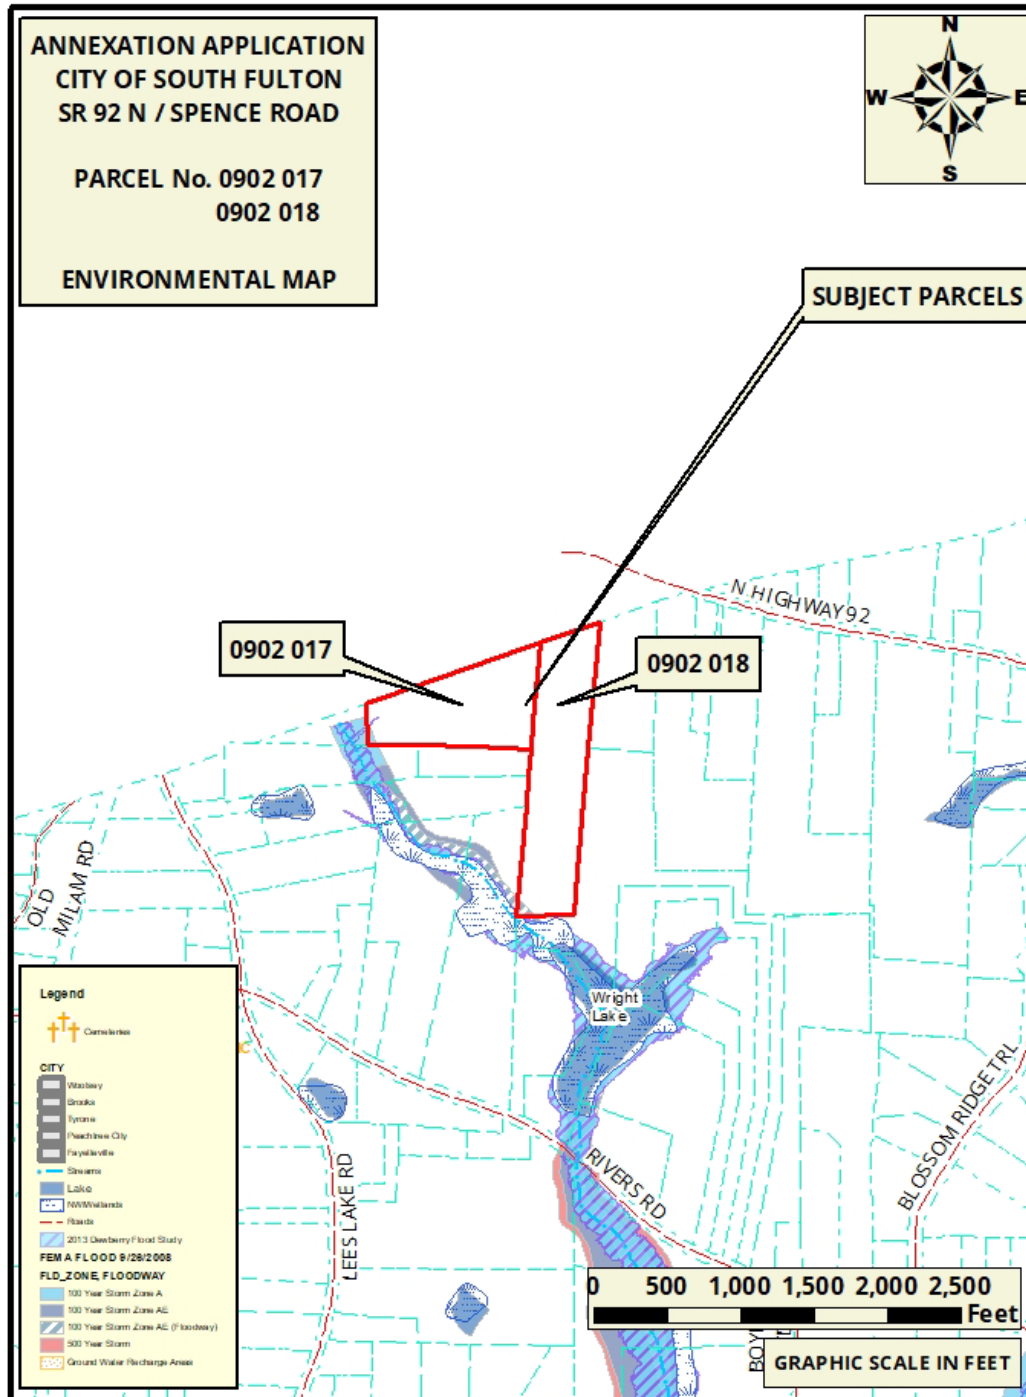 ANNEXATION APPLICATION
CITY OF SOUTH FULTON
SR 92 N / SPENCE ROAD
PARCEL No. 0902 017
0902 018
ENVIRONMENTAL MAP
N
W
E
S
SUBJECT PARCELS
N HIGHWAY 92
0902 017
0902 018
OLD
MILAM RD
Wright
Lake
BLOSSOM RIDGE TRL
RIVERS RD
LEES LAKE RD
Legend
Cemeteries
CITY
Woolsey
Brooks
Tyrone
Peachtree City
Fayetteville
Streams
Lake
NWIWetlands
Roads
2013 Dewberry Flood Study
FEMA FLOOD 9/26/2008
FLD_ZONE, FLOODWAY
100 Year Storm Zone A
100 Year Storm Zone AE
100 Year Storm Zone AE (Floodway)
500 Year Storm
Ground Water Recharge Areas
0 500 1,000 1,500 2,000 2,500
Feet
GRAPHIC SCALE IN FEET